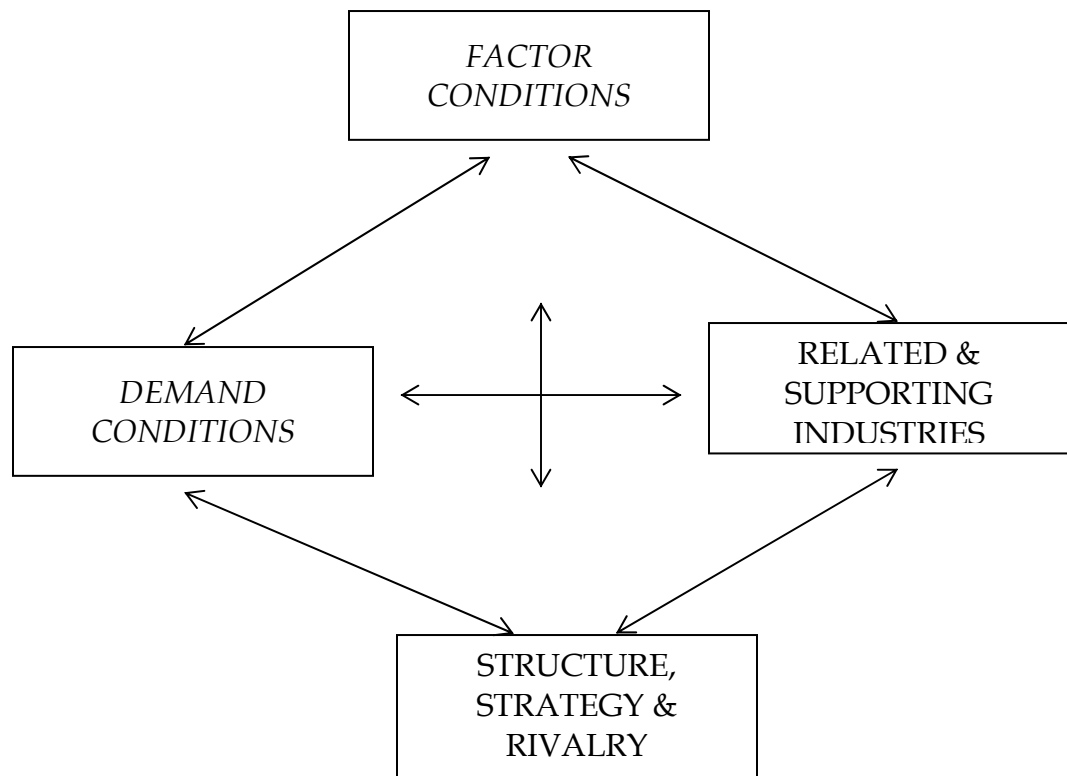 FACTOR
CONDITIONS
DEMAND
CONDITIONS
RELATED &
SUPPORTING
INDUSTRIES
STRUCTURE,
STRATEGY &
RIVALRY